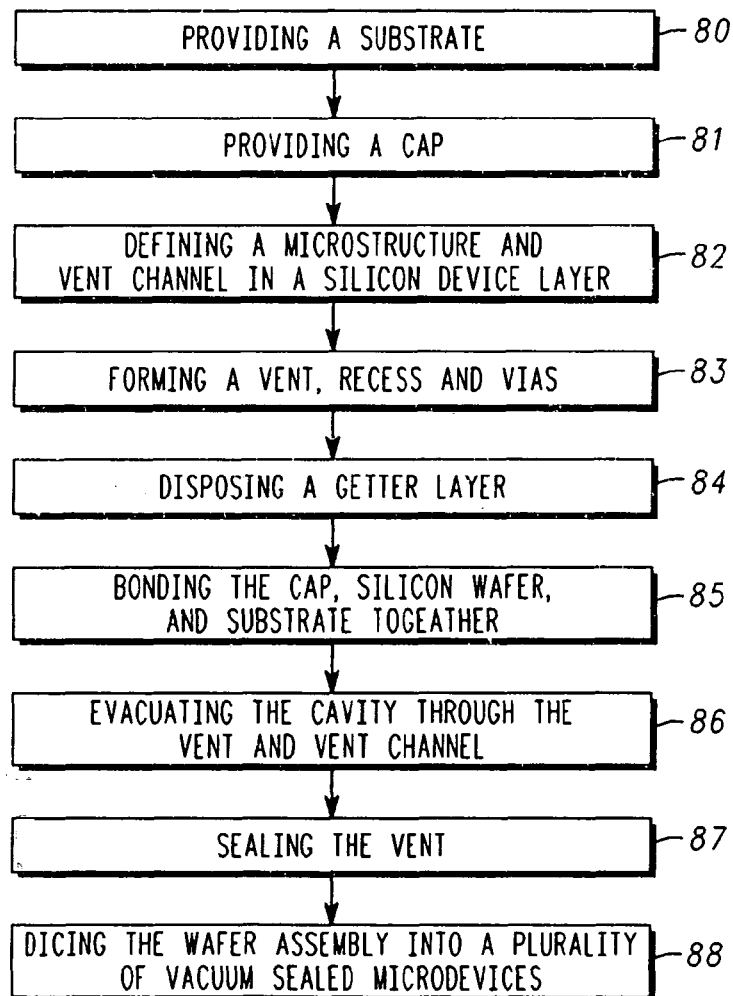 PROVIDING A SUBSTRATE
80
PROVIDING A CAP
81
DEFINING A MICROSTRUCTURE AND
VENT CHANNEL IN A SILICON DEVICE LAYER
82
FORMING A VENT, RECESS AND VIAS
83
DISPOSING A GETTER LAYER
84
BONDING THE CAP, SILICON WAFER,
AND SUBSTRATE TOGEATHER
85
EVACUATING THE CAVITY THROUGH THE
VENT AND VENT CHANNEL
86
SEALING THE VENT
87
DICING THE WAFER ASSEMBLY INTO A PLURALITY
OF VACUUM SEALED MICRODEVICES
88